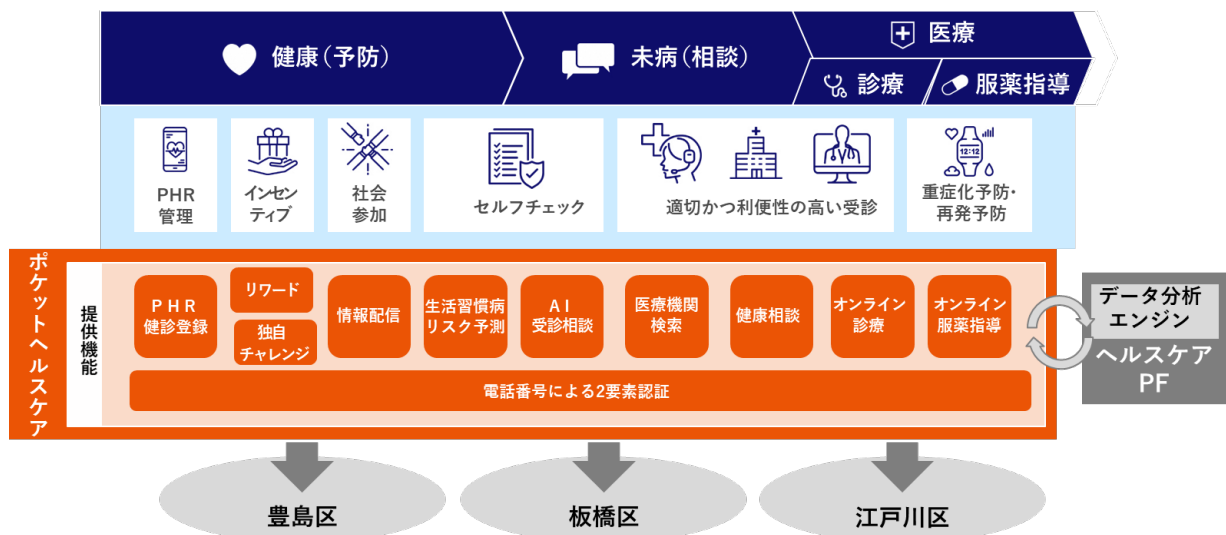 健康(予防)
未病(相談)
医療
診療
服薬指導
PHR
管理
インセン
ティブ
社会
参加
セルフチェック
適切かつ利便性の高い受診
12:12
重症化予防・
再発予防
ポケットヘルスケア
提供機能
PHR
健診登録
リワード
独自
チャレンジ
情報配信
生活習慣病
リスク予測
AI
受診相談
医療機関
検索
健康相談
オンライン
診療
オンライン
服薬指導
電話番号による2要素認証
データ分析
エンジン
ヘルスケア
PF
豊島区
板橋区
江戸川区